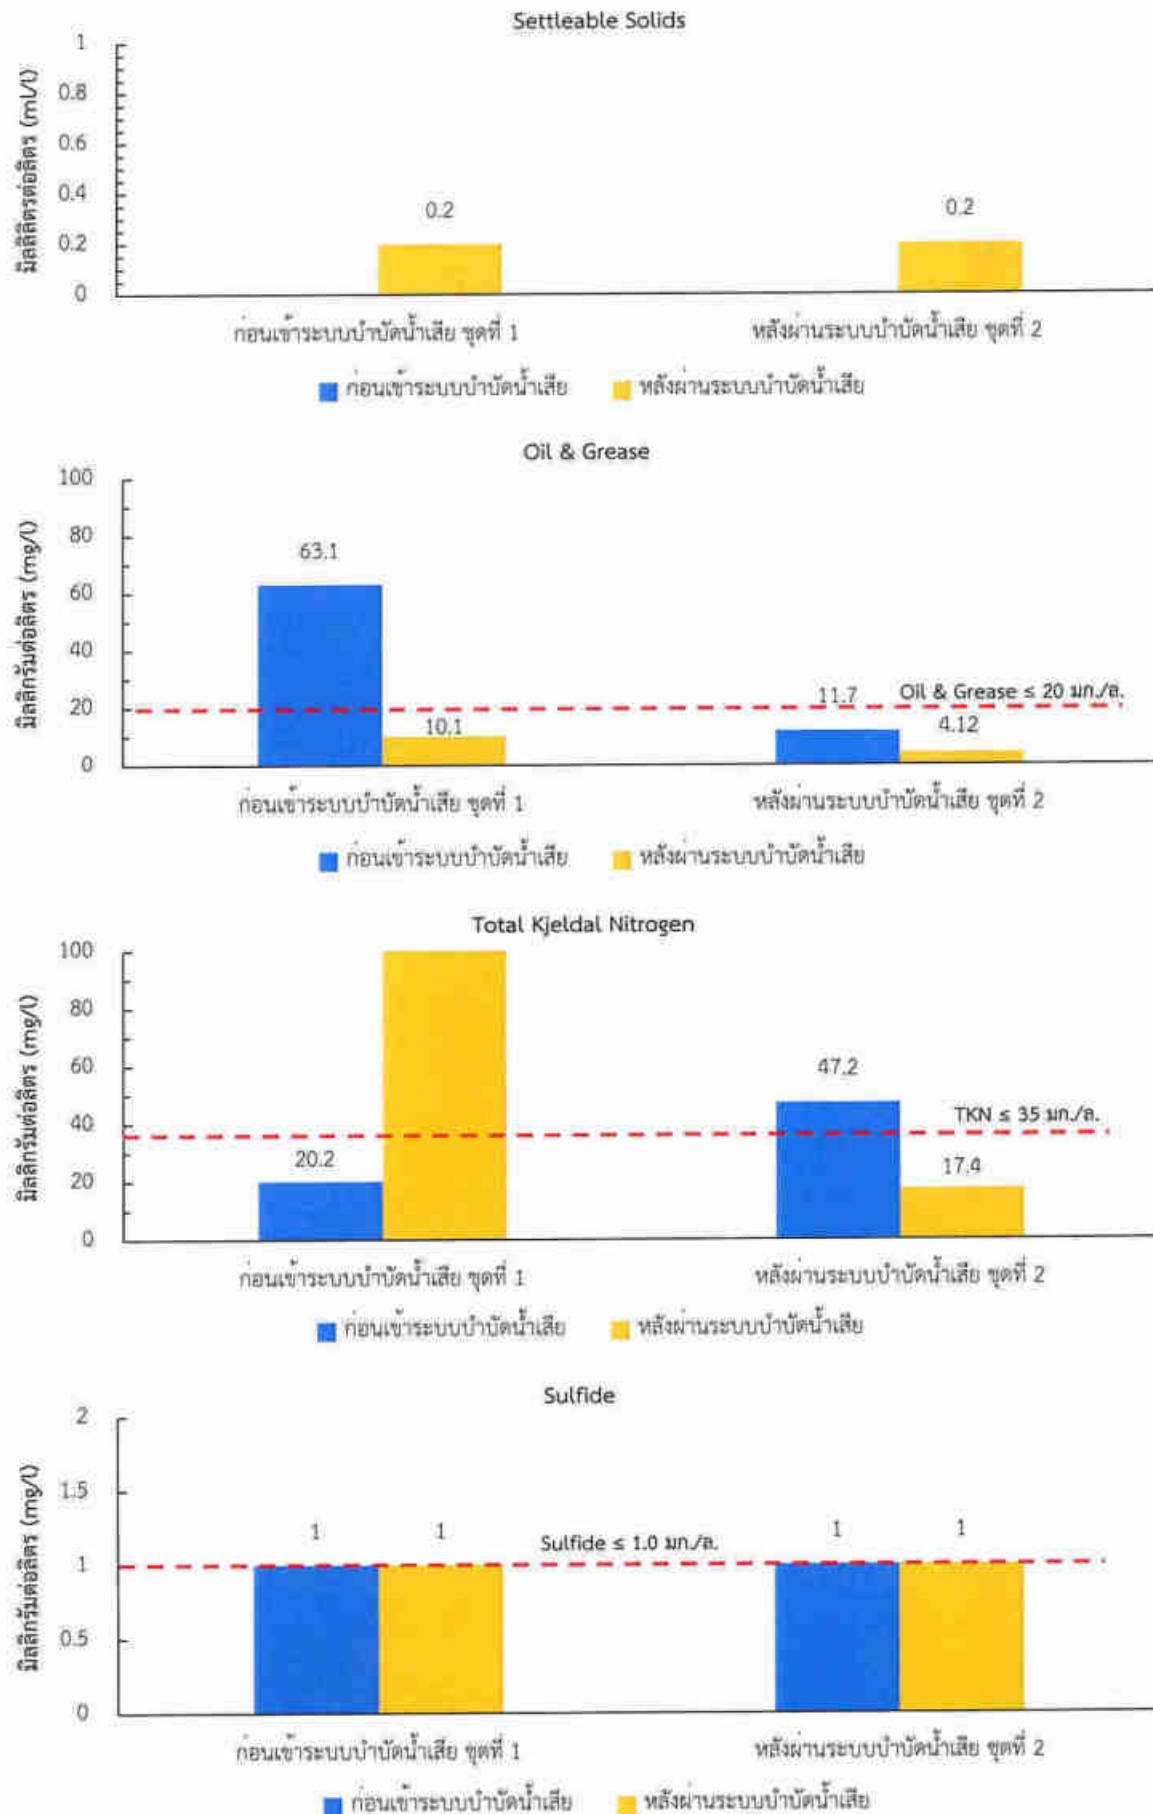 Settleable Solids
มิลลิลิตรต่อลิตร (ml/l)
1
0.8
0.6
0.4
0.2
0
0.2
0.2
ก่อนเข้าระบบบำบัดน้ำเสีย ชุดที่ 1
หลังผ่านระบบบำบัดน้ำเสีย ชุดที่ 2
ก่อนเข้าระบบบำบัดน้ำเสีย
หลังผ่านระบบบำบัดน้ำเสีย
Oil & Grease
มิลลิกรัมต่อลิตร (mg/l)
100
80
60
40
20
0
63.1
10.1
11.7
Oil & Grease ≤ 20 มก./ล.
4.12
ก่อนเข้าระบบบำบัดน้ำเสีย ชุดที่ 1
หลังผ่านระบบบำบัดน้ำเสีย ชุดที่ 2
ก่อนเข้าระบบบำบัดน้ำเสีย
หลังผ่านระบบบำบัดน้ำเสีย
Total Kjeldal Nitrogen
มิลลิกรัมต่อลิตร (mg/l)
100
80
60
40
20
0
20.2
47.2
TKN ≤ 35 มก./ล.
17.4
ก่อนเข้าระบบบำบัดน้ำเสีย ชุดที่ 1
หลังผ่านระบบบำบัดน้ำเสีย ชุดที่ 2
ก่อนเข้าระบบบำบัดน้ำเสีย
หลังผ่านระบบบำบัดน้ำเสีย
Sulfide
มิลลิกรัมต่อลิตร (mg/l)
2
1.5
1
0.5
0
1
1
Sulfide ≤ 1.0 มก./ล.
1
1
ก่อนเข้าระบบบำบัดน้ำเสีย ชุดที่ 1
หลังผ่านระบบบำบัดน้ำเสีย ชุดที่ 2
ก่อนเข้าระบบบำบัดน้ำเสีย
หลังผ่านระบบบำบัดน้ำเสีย